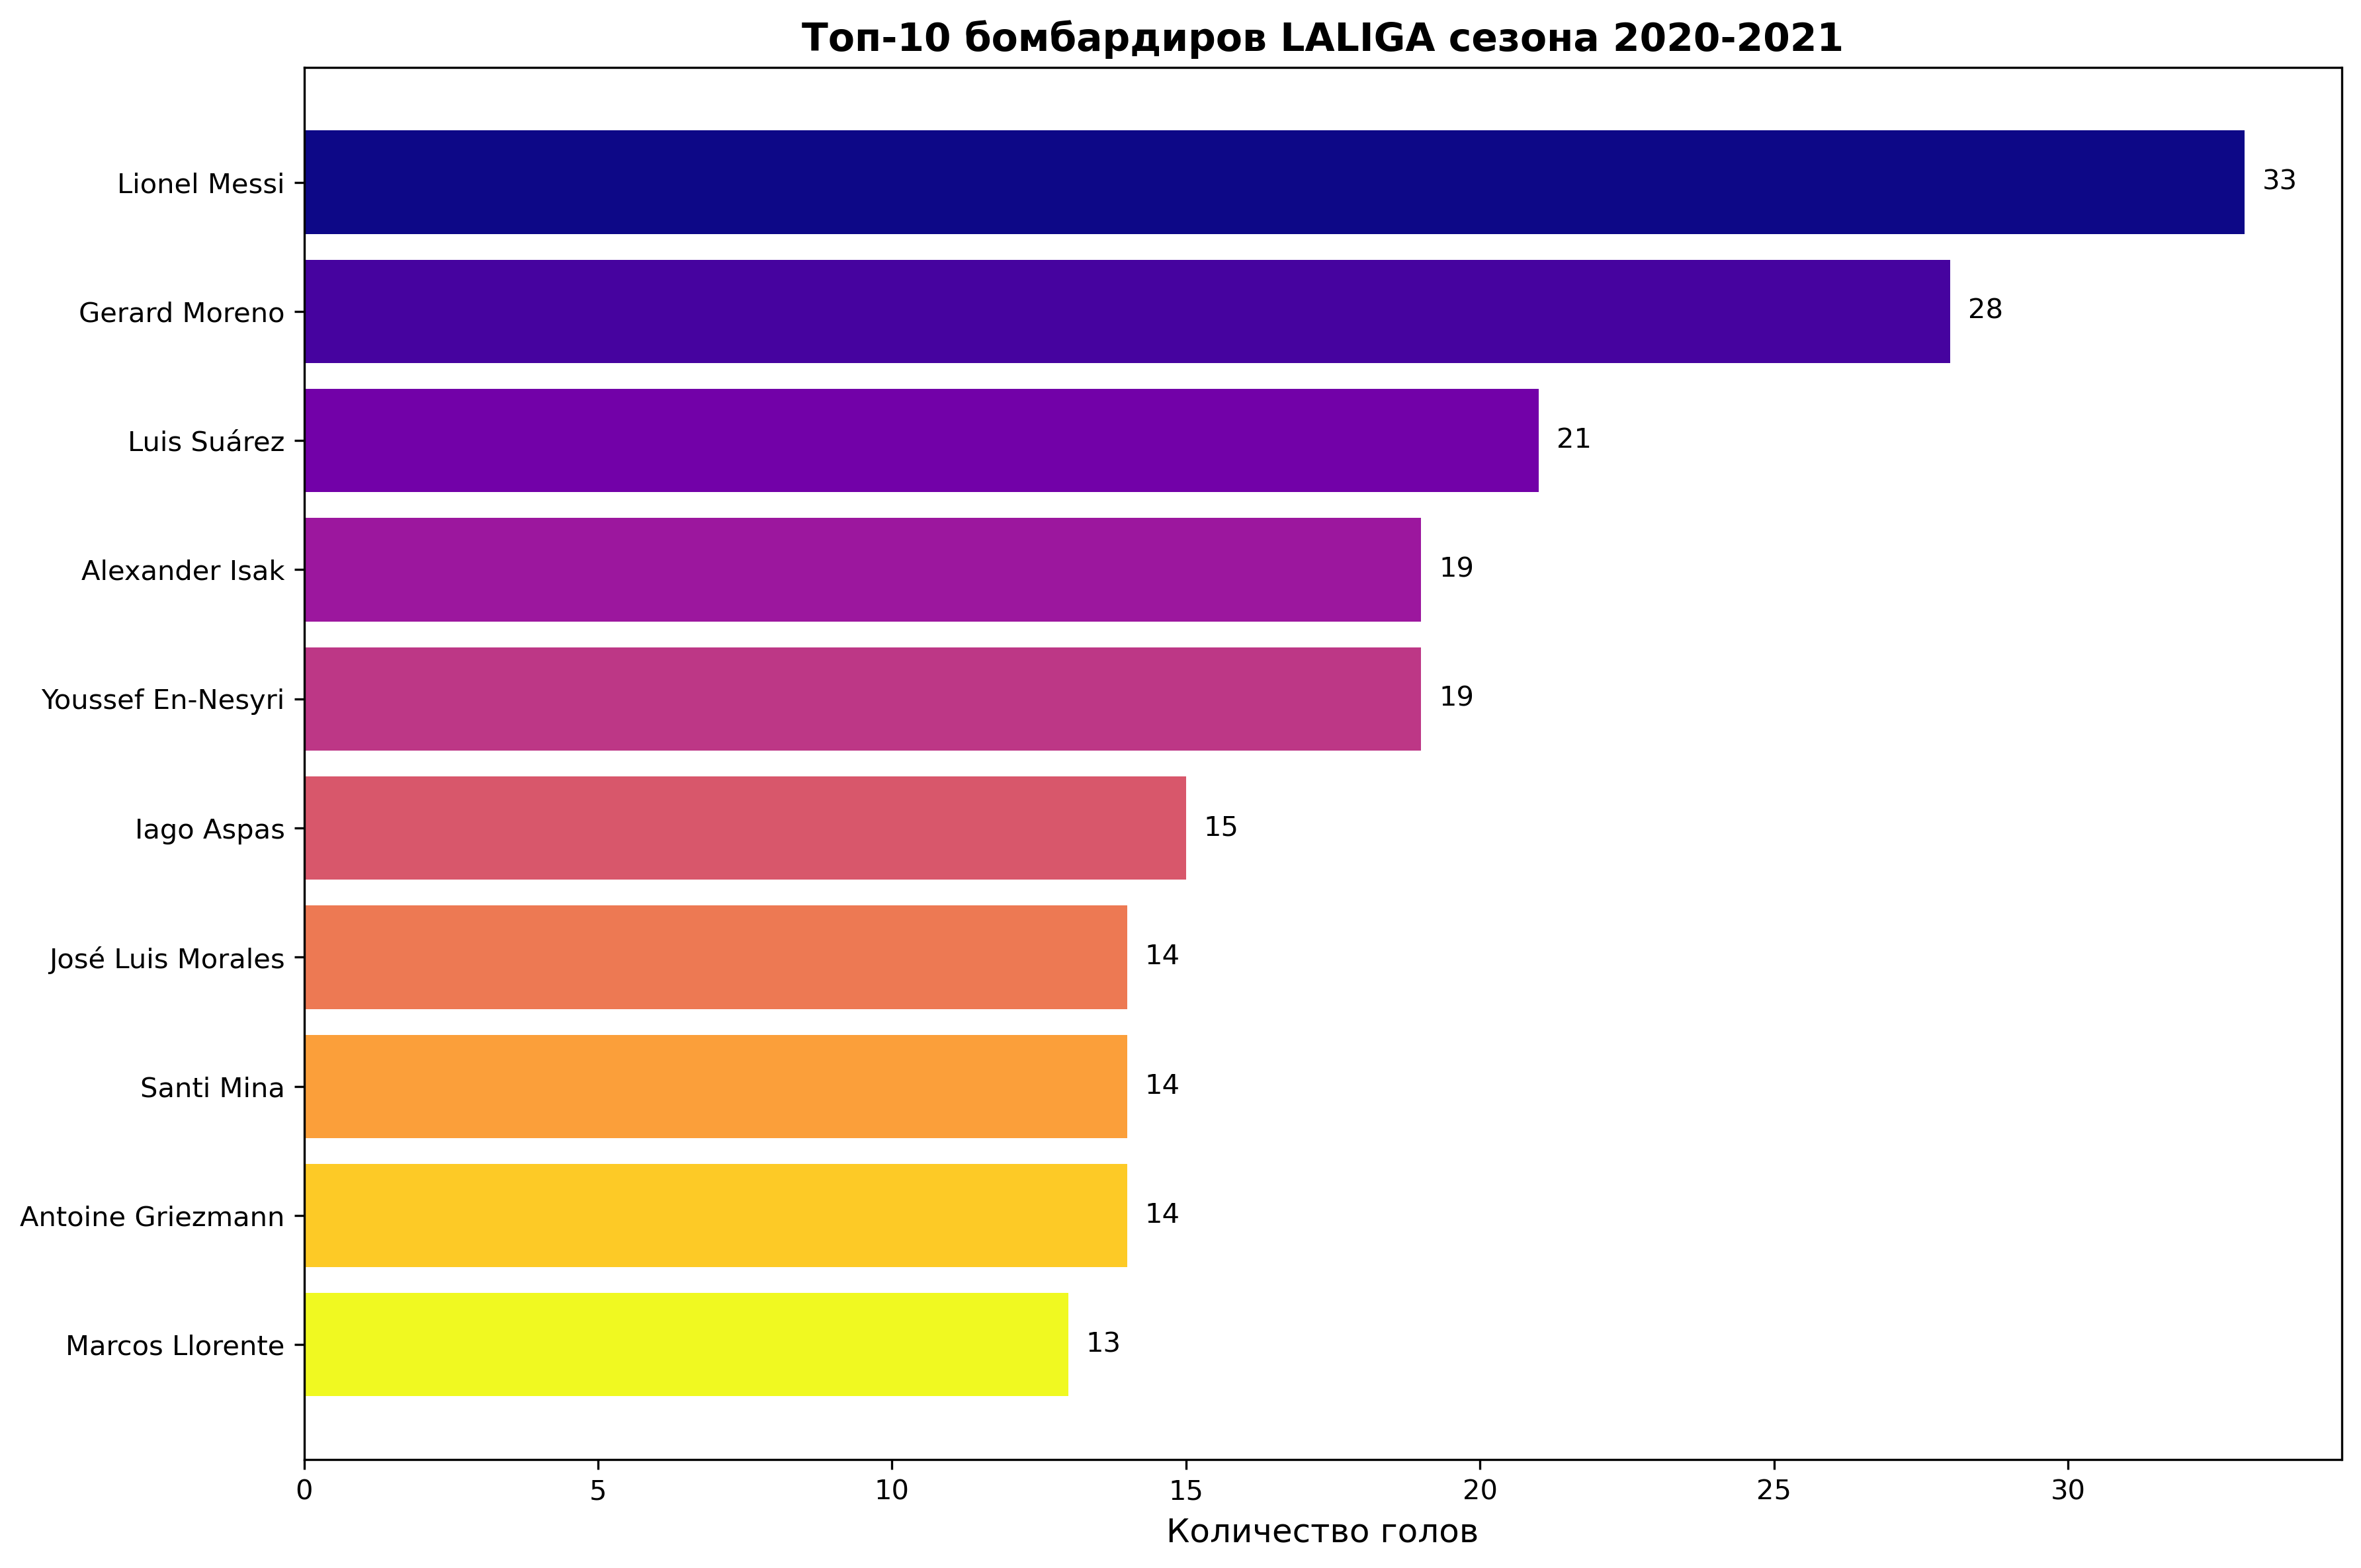 Топ-10 бомбардиров LALIGA сезона 2020-2021
Lionel Messi 33
Gerard Moreno 28
Luis Suárez 21
Alexander Isak 19
Youssef En-Nesyri 19
Iago Aspas 15
José Luis Morales 14
Santi Mina 14
Antoine Griezmann 14
Marcos Llorente 13
0 5 10 15 20 25 30
Количество голов